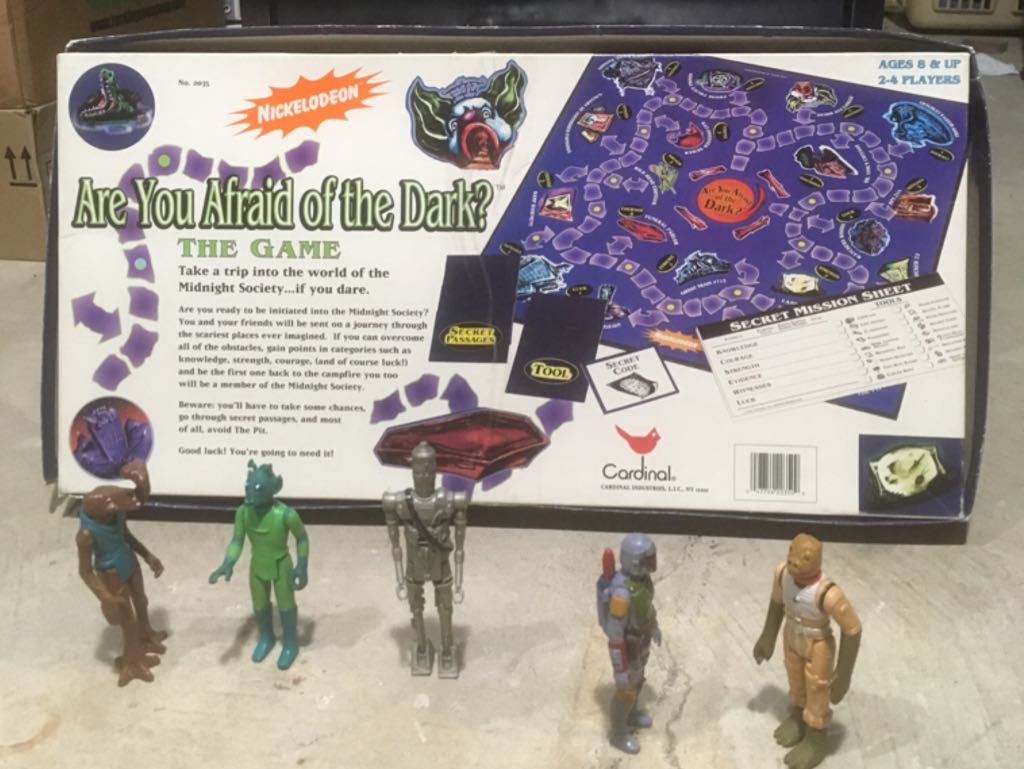 No. 2035
NICKELODEON
AGES 8 & UP
2-4 PLAYERS
Are You Afraid of the Dark?™
THE GAME
Take a trip into the world of the
Midnight Society...if you dare.
Are you ready to be initiated into the Midnight Society?
You and your friends will be sent on a journey through
the scariest places ever imagined. If you can overcome
all of the obstacles, gain points in categories such as
knowledge, strength, courage, (and of course luck!)
and be the first one back to the campfire you too
will be a member of the Midnight Society.
Beware: you'll have to take some chances,
go through secret passages, and most
of all, avoid The Pit.
Good luck! You're going to need it!
Are You Afraid
of the
Dark?
SECRET
PASSAGES
TOOL
SECRET
CODE
NICKELODEON
SECRET MISSION SHEET
TOOLS
KNOWLEDGE
COURAGE
STRENGTH
EVIDENCE
WITNESSES
LUCK
Cardinal®
CARDINAL INDUSTRIES, L.I.C., NY